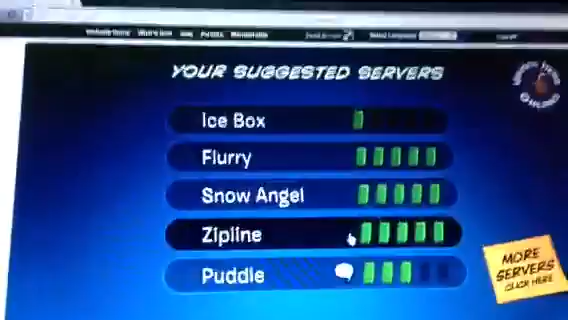 YOUR SUGGESTED SERVERS
Ice Box
Flurry
Snow Angel
Zipline
Puddle
MORE
SERVERS
CLICK HERE